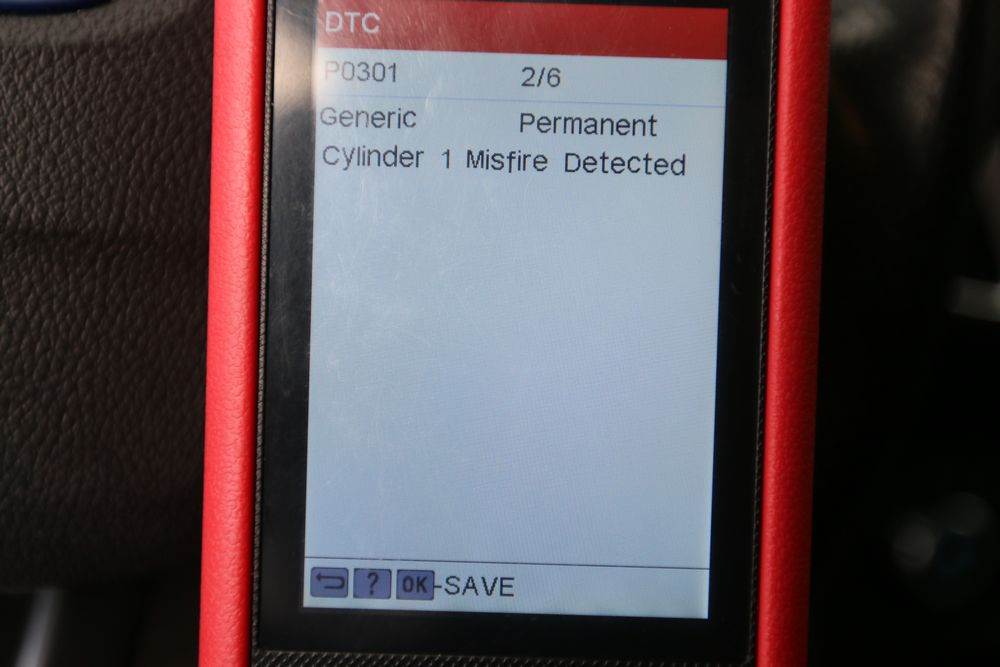 DTC
P0301 2/6
Generic Permanent
Cylinder 1 Misfire Detected
? OK-SAVE